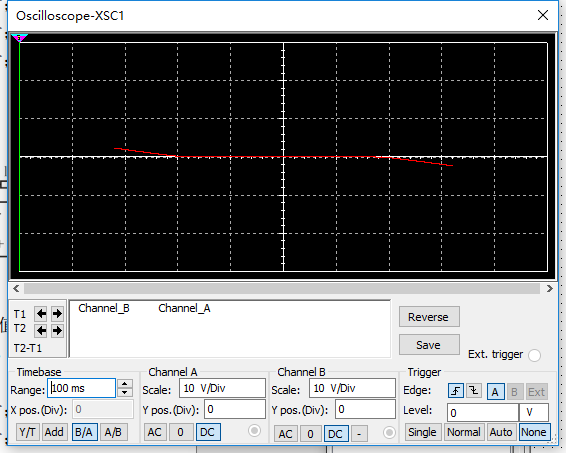 Oscilloscope-XSC1
T1
T2
T2-T1
Channel_B Channel_A
Reverse
Save
Ext. trigger
Timebase
Range: 100 ms
X pos.(Div): 0
Y/T Add B/A A/B
Channel A
Scale: 10 V/Div
Y pos.(Div): 0
AC 0 DC
Channel B
Scale: 10 V/Div
Y pos.(Div): 0
AC 0 DC -
Trigger
Edge: A B Ext
Level: 0 V
Single Normal Auto None